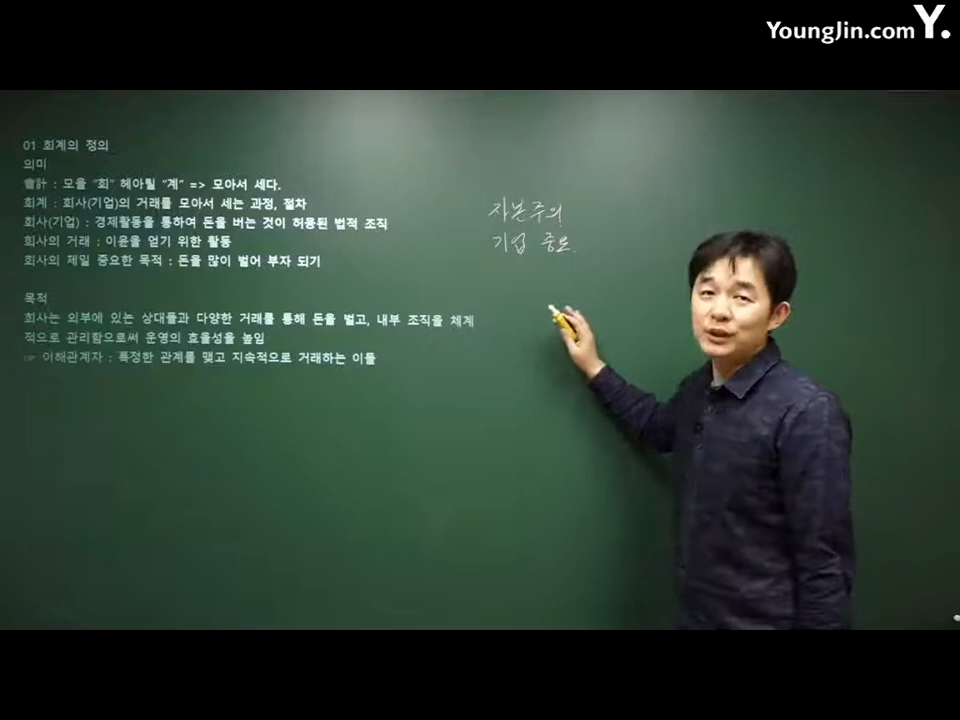 YoungJin.com Y.
01 회계의 정의
의미
會計 : 모을 "회" 헤아릴 "계" => 모아서 세다.
회계 : 회사(기업)의 거래를 모아서 세는 과정, 절차
회사(기업) : 경제활동을 통하여 돈을 버는 것이 허용된 법적 조직
회사의 거래 : 이윤을 얻기 위한 활동
회사의 제일 중요한 목적 : 돈을 많이 벌어 부자 되기
자본주의
기업 중요.
목적
회사는 외부에 있는 상대들과 다양한 거래를 통해 돈을 벌고, 내부 조직을 체계
적으로 관리함으로써 운영의 효율성을 높임
☞ 이해관계자 : 특정한 관계를 맺고 지속적으로 거래하는 이들